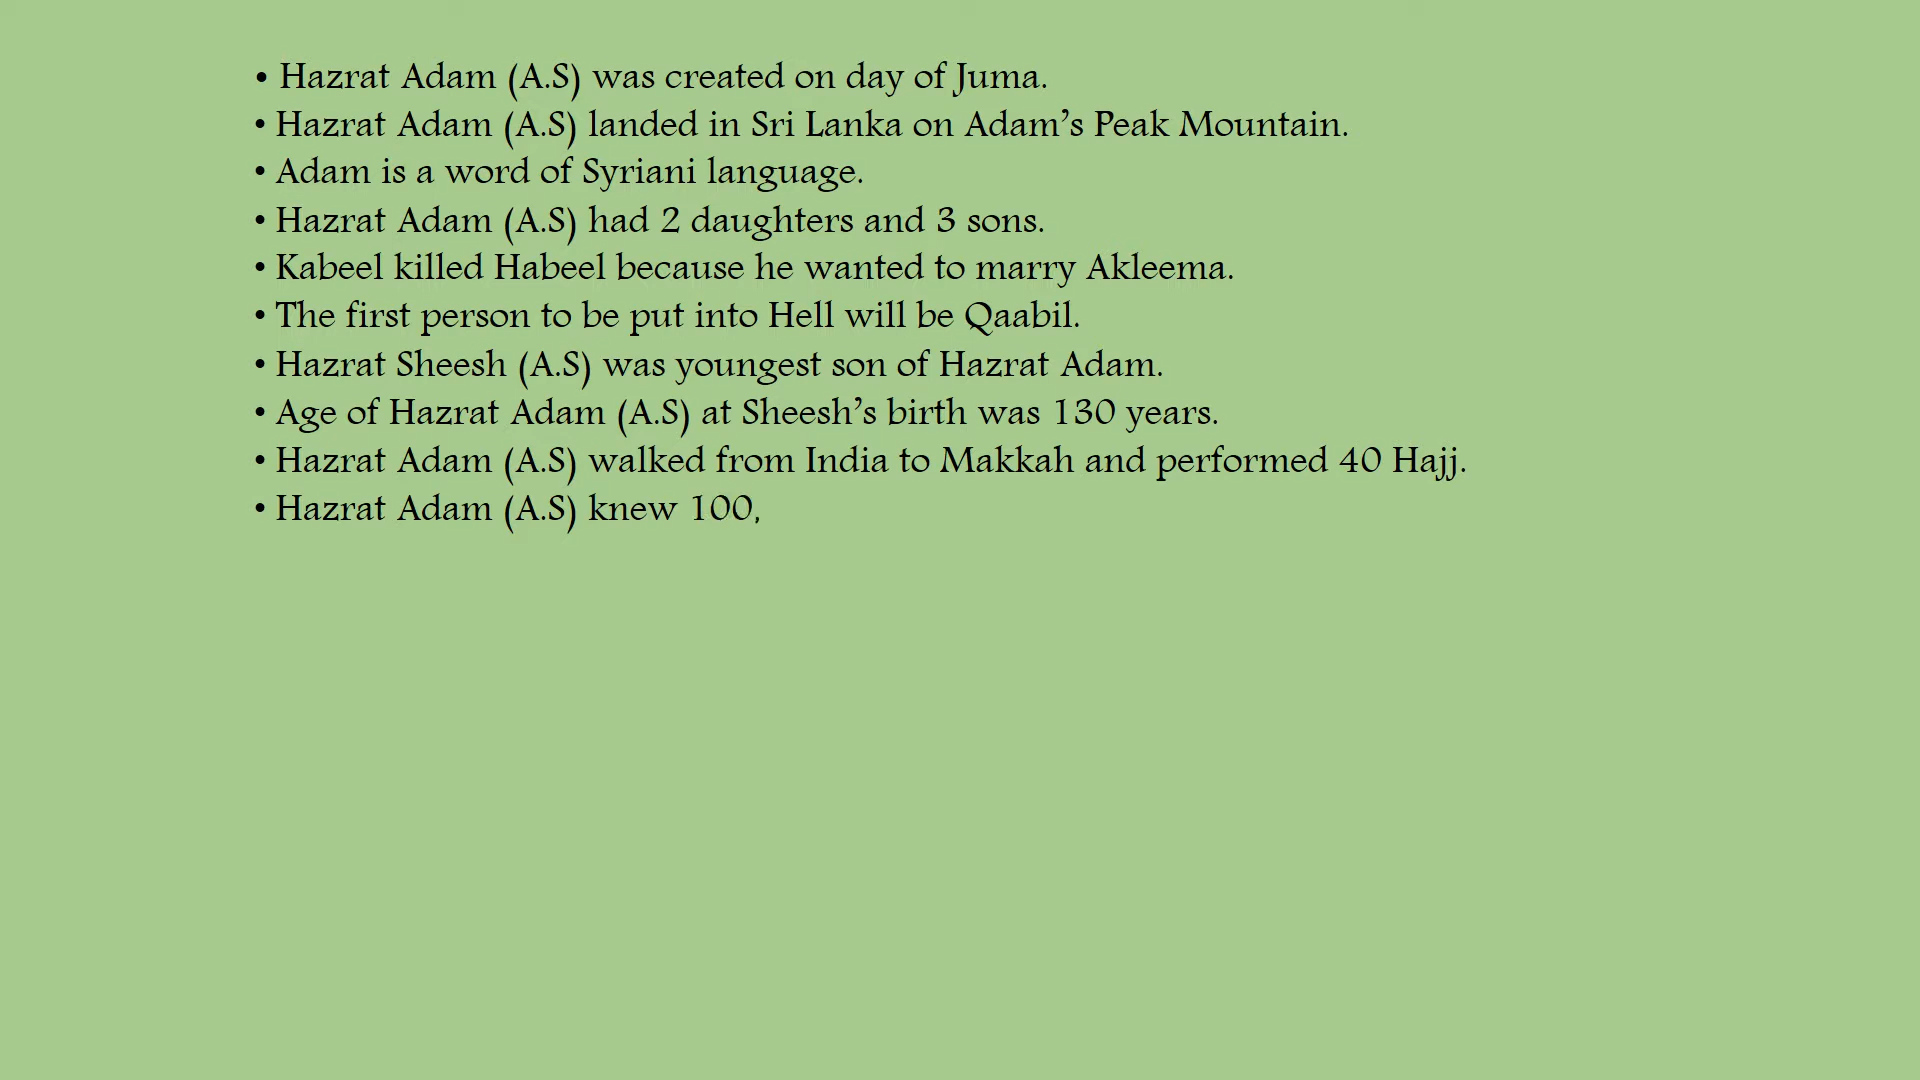 • Hazrat Adam (A.S) was created on day of Juma.
• Hazrat Adam (A.S) landed in Sri Lanka on Adam’s Peak Mountain.
• Adam is a word of Syriani language.
• Hazrat Adam (A.S) had 2 daughters and 3 sons.
• Kabeel killed Habeel because he wanted to marry Akleema.
• The first person to be put into Hell will be Qaabil.
• Hazrat Sheesh (A.S) was youngest son of Hazrat Adam.
• Age of Hazrat Adam (A.S) at Sheesh’s birth was 130 years.
• Hazrat Adam (A.S) walked from India to Makkah and performed 40 Hajj.
• Hazrat Adam (A.S) knew 100,